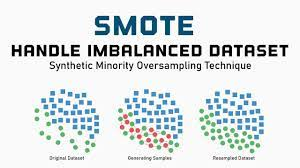 SMOTE
HANDLE IMBALANCED DATASET
Synthetic Minority Oversampling Technique
Original Dataset
Generating Samples
Resampled Dataset